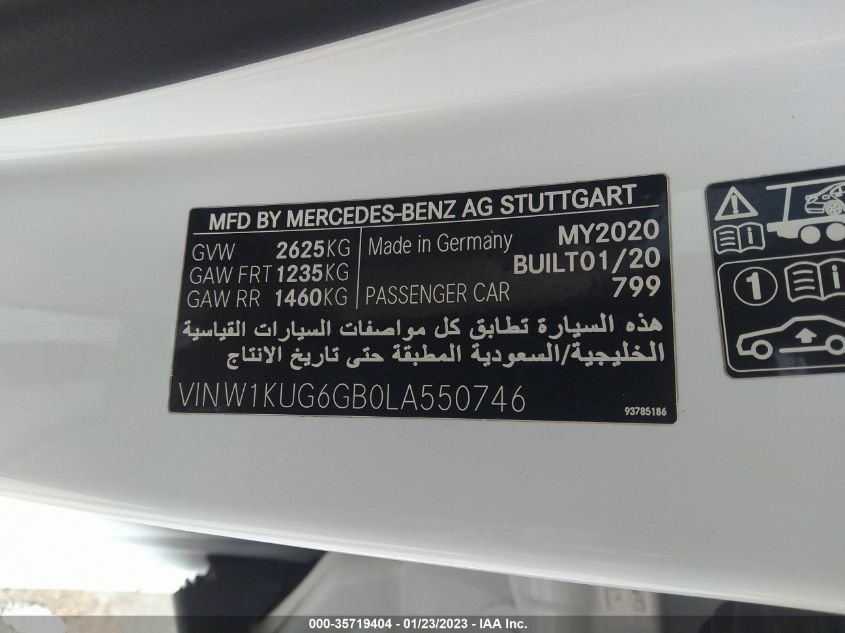 MFD BY MERCEDES-BENZ AG STUTTGART
GVW 2625KG Made in Germany MY2020
GAW FRT 1235KG BUILT01/20
GAW RR 1460KG PASSENGER CAR 799
هذه السيارة تطابق كل مواصفات السيارات القياسية
الخليجية/السعودية المطبقة حتى تاريخ الانتاج
VINW1KUG6GB0LA550746
93785186
1
000-35719404 / 01/23/2023 - IAA Inc.